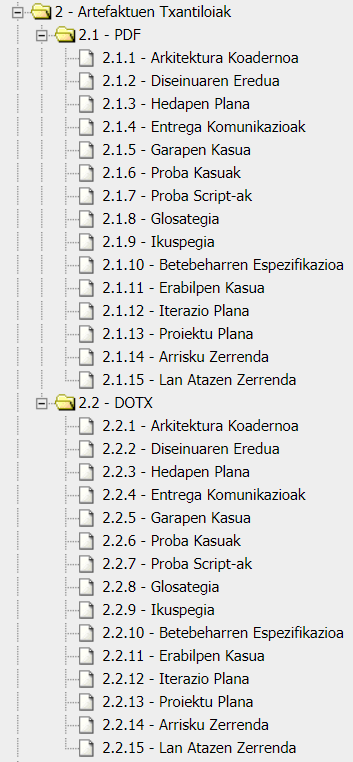 2 - Artefaktuen Txantiloiak
2.1 - PDF
2.1.1 - Arkitektura Koadernoa
2.1.2 - Diseinuaren Eredua
2.1.3 - Hedapen Plana
2.1.4 - Entrega Komunikazioak
2.1.5 - Garapen Kasua
2.1.6 - Proba Kasuak
2.1.7 - Proba Script-ak
2.1.8 - Glosategia
2.1.9 - Ikuspegia
2.1.10 - Betebeharren Espezifikazioa
2.1.11 - Erabilpen Kasua
2.1.12 - Iterazio Plana
2.1.13 - Proiektu Plana
2.1.14 - Arrisku Zerrenda
2.1.15 - Lan Atazen Zerrenda
2.2 - DOTX
2.2.1 - Arkitektura Koadernoa
2.2.2 - Diseinuaren Eredua
2.2.3 - Hedapen Plana
2.2.4 - Entrega Komunikazioak
2.2.5 - Garapen Kasua
2.2.6 - Proba Kasuak
2.2.7 - Proba Script-ak
2.2.8 - Glosategia
2.2.9 - Ikuspegia
2.2.10 - Betebeharren Espezifikazioa
2.2.11 - Erabilpen Kasua
2.2.12 - Iterazio Plana
2.2.13 - Proiektu Plana
2.2.14 - Arrisku Zerrenda
2.2.15 - Lan Atazen Zerrenda